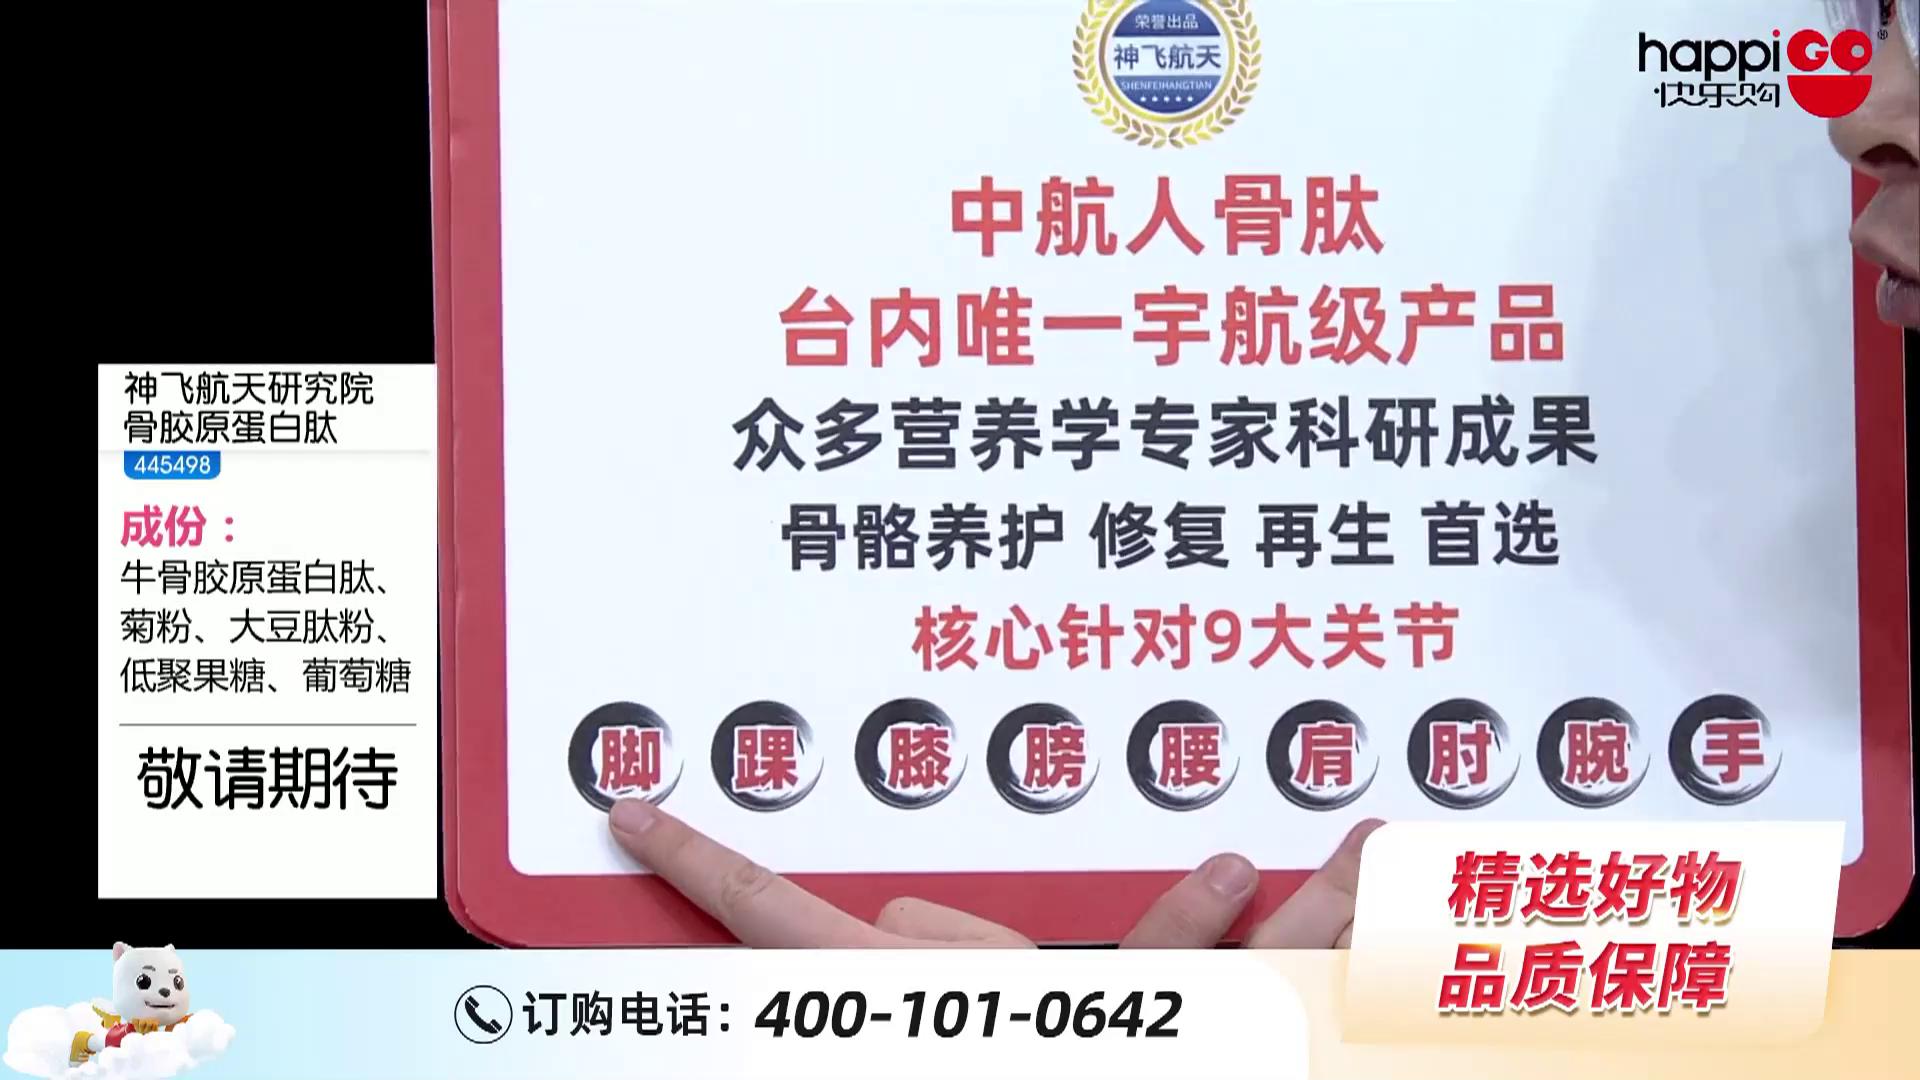 荣誉出品
神飞航天
SHENFEIHANGTIAN
happiGO®
快乐购
中航人骨肽
台内唯一宇航级产品
众多营养学专家科研成果
骨骼养护 修复 再生 首选
核心针对9大关节
脚 踝 膝 膀 腰 肩 肘 腕 手
神飞航天研究院
骨胶原蛋白肽
445498
成份：
牛骨胶原蛋白肽、
菊粉、大豆肽粉、
低聚果糖、葡萄糖
敬请期待
精选好物
品质保障
订购电话：400-101-0642